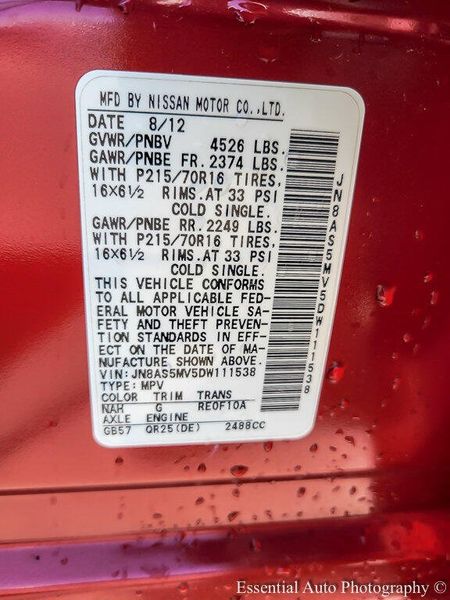 MFD BY NISSAN MOTOR CO.,LTD.
DATE 8/12
GVWR/PNBV 4526 LBS.
GAWR/PNBE FR. 2374 LBS.
WITH P215/70R16 TIRES,
16X6½ RIMS. AT 33 PSI
COLD SINGLE.
GAWR/PNBE RR. 2249 LBS.
WITH P215/70R16 TIRES,
16X6½ RIMS. AT 33 PSI
COLD SINGLE.
THIS VEHICLE CONFORMS
TO ALL APPLICABLE FED-
ERAL MOTOR VEHICLE SA-
FETY AND THEFT PREVEN-
TION STANDARDS IN EFF-
ECT ON THE DATE OF MA-
NUFACTURE SHOWN ABOVE.
VIN: JN8AS5MV5DW111538
TYPE: MPV
COLOR TRIM TRANS
NAH G RE0F10A
AXLE ENGINE
GB57 QR25(DE) 2488CC
JN8AS5MV5DW111538
Essential Auto Photography ©